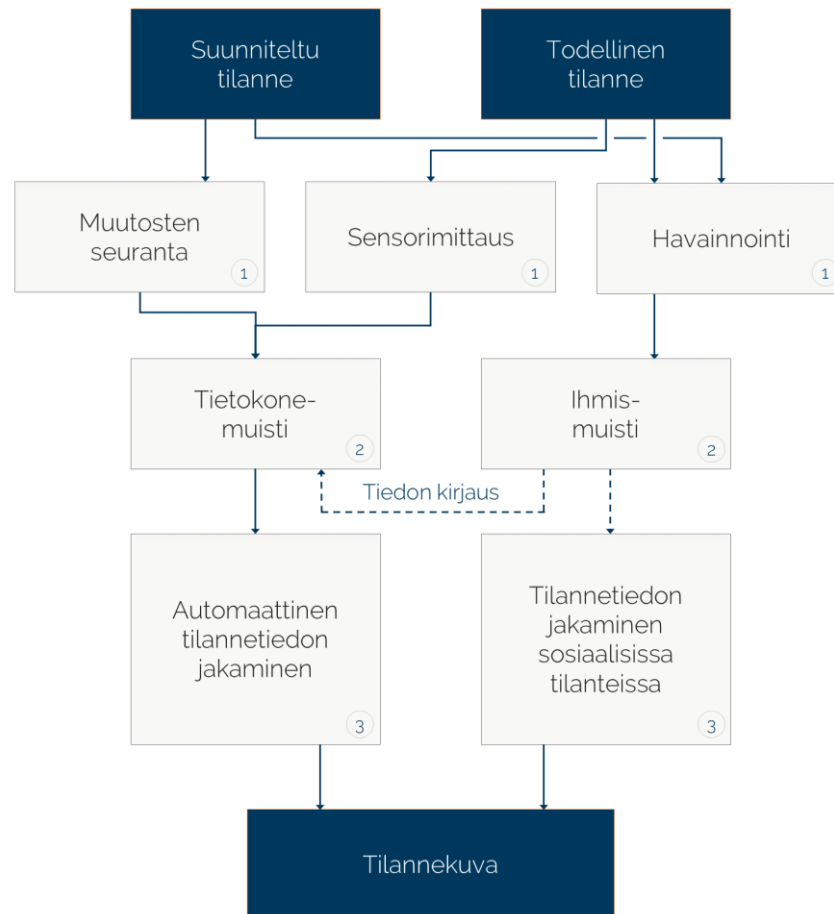 Suunniteltu
tilanne
Todellinen
tilanne
Muutosten
seuranta
1
Sensorimittaus
1
Havainnointi
1
Tietokone-
muisti
2
Ihmis-
muisti
2
Tiedon kirjaus
Automaattinen
tilannetiedon
jakaminen
3
Tilannetiedon
jakaminen
sosiaalisissa
tilanteissa
3
Tilannekuva